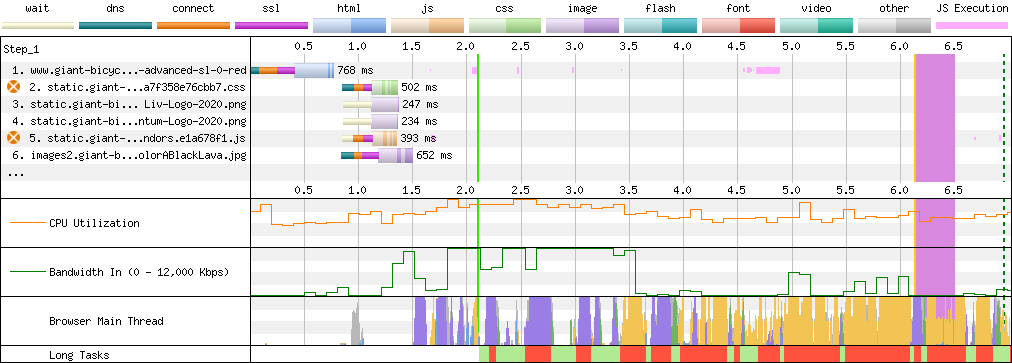 wait dns connect ssl html js css image flash font video other JS Execution
Step_1 0.5 1.0 1.5 2.0 2.5 3.0 3.5 4.0 4.5 5.0 5.5 6.0 6.5
1. www.giant-bicyc...-advanced-sl-0-red 768 ms
2. static.giant-...a7f358e76cbb7.css 502 ms
3. static.giant-bi... Liv-Logo-2020.png 247 ms
4. static.giant-bi...ntum-Logo-2020.png 234 ms
5. static.giant-...ndors.e1a678f1.js 393 ms
6. images2.giant-b...olorABlackLava.jpg 652 ms
...
0.5 1.0 1.5 2.0 2.5 3.0 3.5 4.0 4.5 5.0 5.5 6.0 6.5
CPU Utilization
Bandwidth In (0 - 12,000 Kbps)
Browser Main Thread
Long Tasks